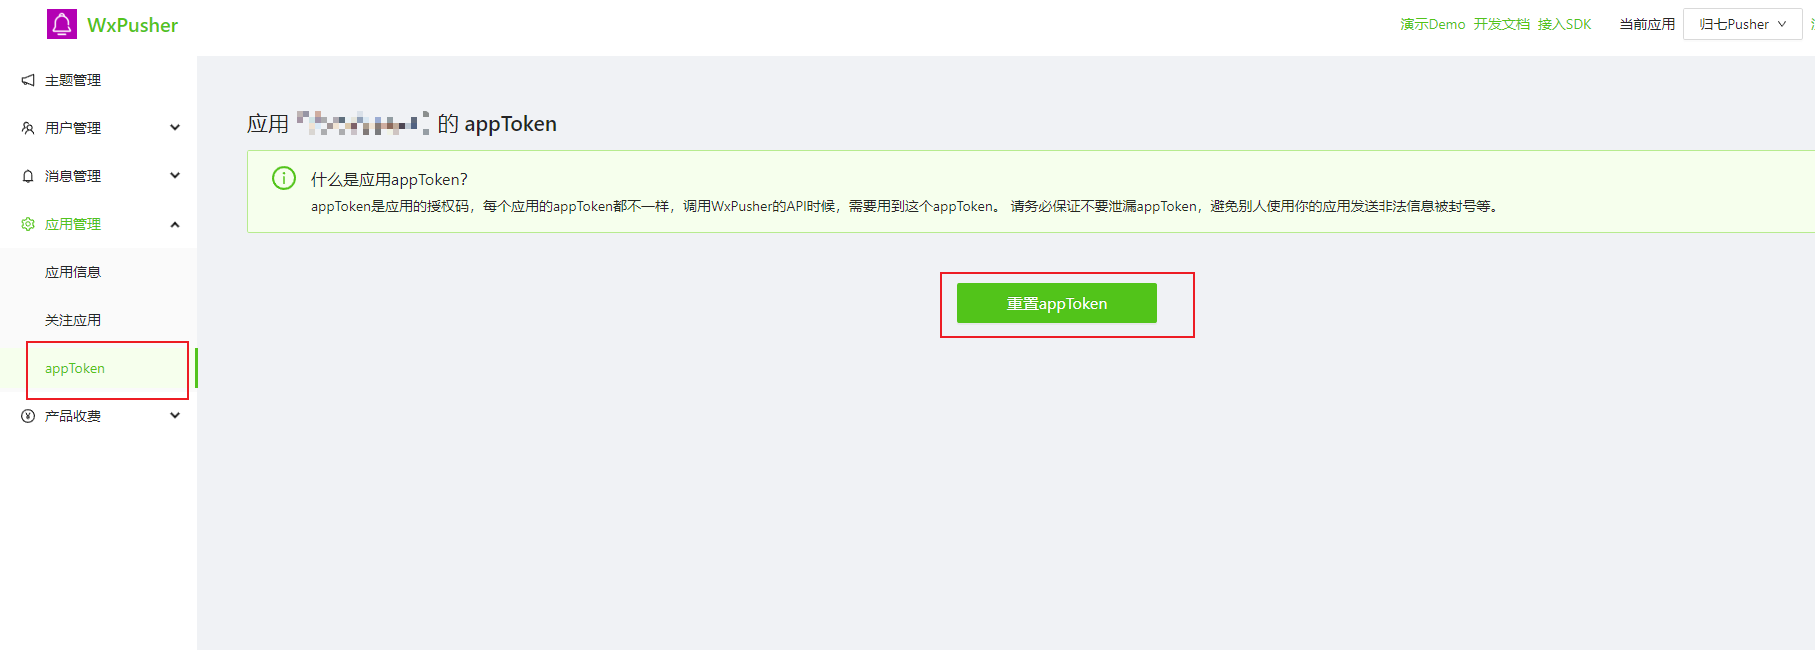 WxPusher
演示Demo 开发文档 接入SDK 当前应用 归七Pusher
主题管理
用户管理
消息管理
应用管理
应用信息
关注应用
appToken
产品收费
应用 的 appToken
什么是应用appToken？
appToken是应用的授权码，每个应用的appToken都不一样，调用WxPusher的API时候，需要用到这个appToken。 请务必保证不要泄漏appToken，避免别人使用你的应用发送非法信息被封号等。
重置appToken